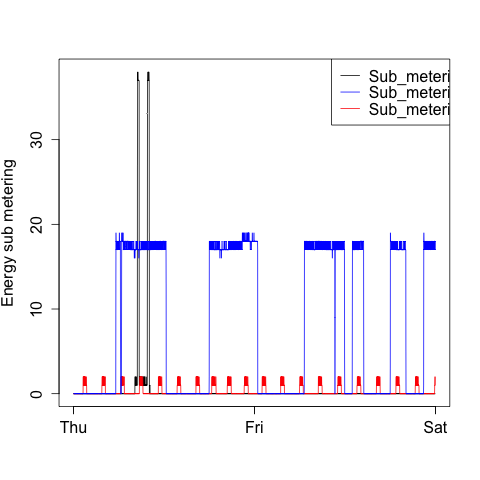 Sub_meteri
Sub_meteri
Sub_meteri
Energy sub metering
30
20
10
0
Thu Fri Sat